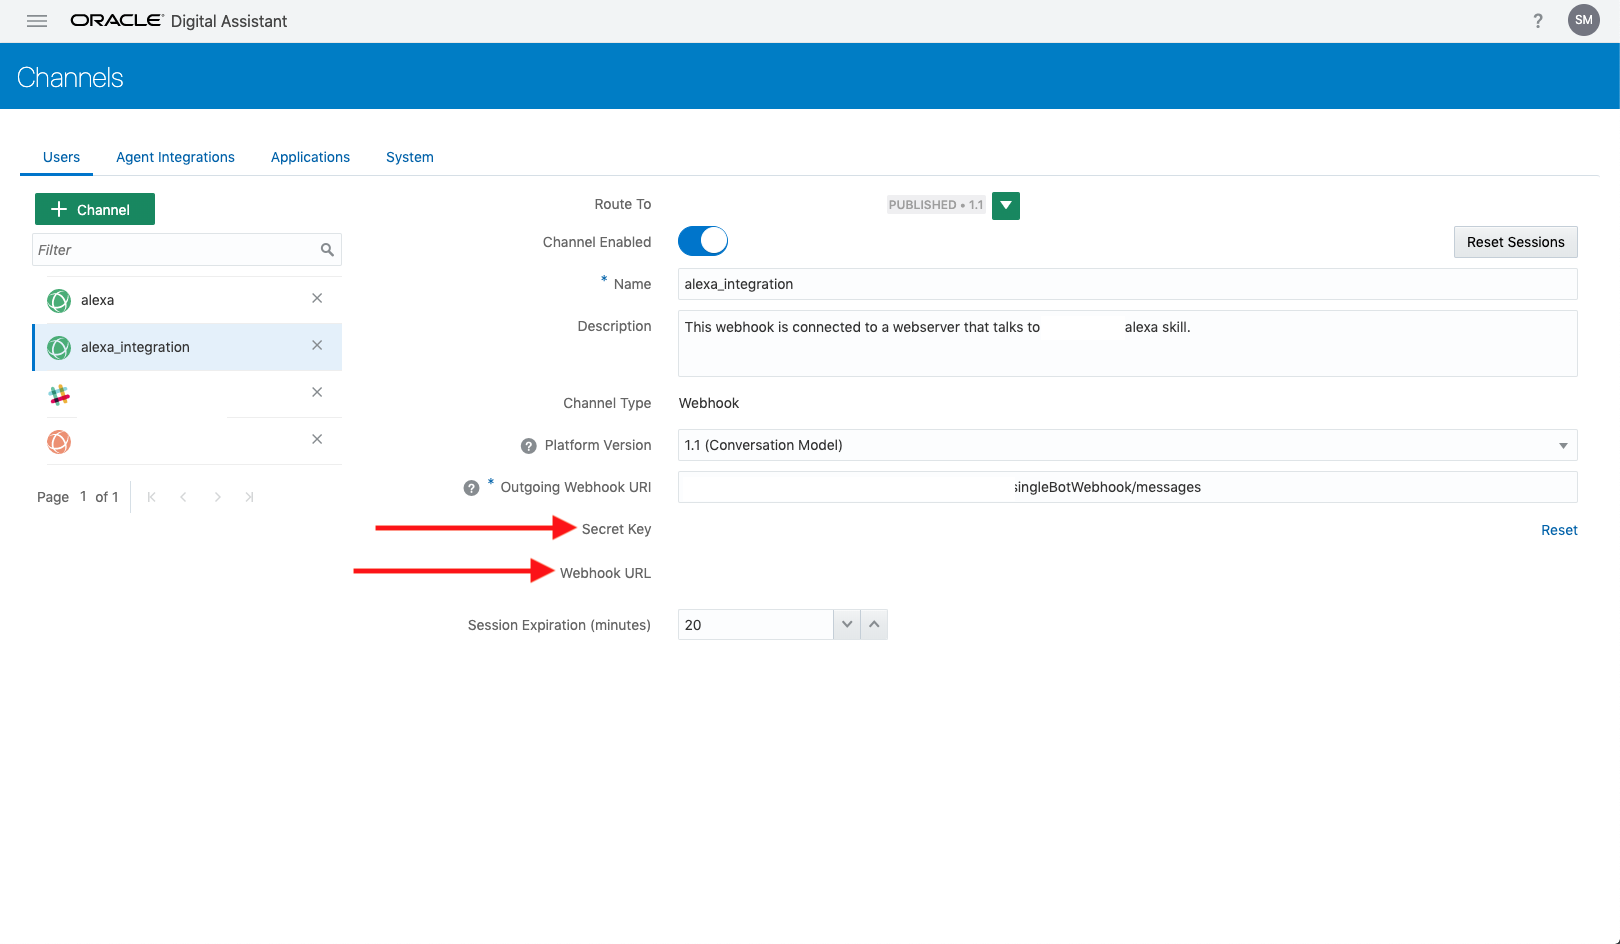 ORACLE Digital Assistant
?
SM
Channels
Users
Agent Integrations
Applications
System
+ Channel
Filter
alexa
alexa_integration
Page 1 of 1
Route To
PUBLISHED • 1.1
Channel Enabled
Reset Sessions
* Name
alexa_integration
Description
This webhook is connected to a webserver that talks to alexa skill.
Channel Type
Webhook
? Platform Version
1.1 (Conversation Model)
? * Outgoing Webhook URI
singleBotWebhook/messages
Secret Key
Reset
Webhook URL
Session Expiration (minutes)
20